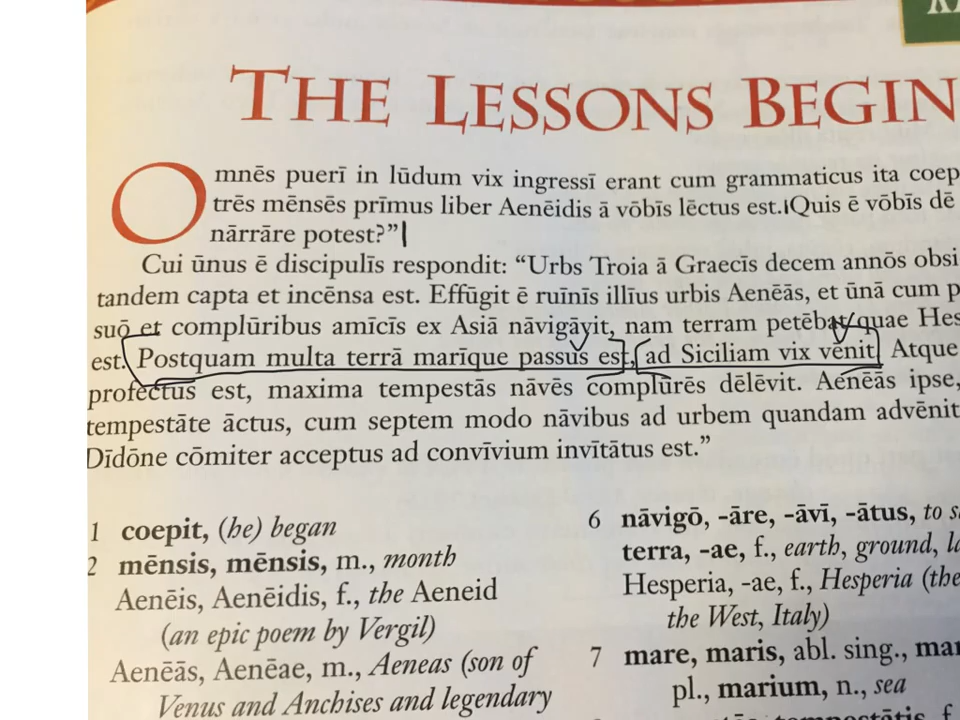 THE LESSONS BEGIN
Omnēs puerī in lūdum vix ingressī erant cum grammaticus ita coep
trēs mēnsēs prīmus liber Aenēidis ā vōbīs lēctus est. Quis ē vōbīs dē
nārrāre potest?”
Cui ūnus ē discipulīs respondit: “Urbs Troia ā Graecīs decem annōs obsi
tandem capta et incēnsa est. Effūgit ē ruīnīs illīus urbis Aenēās, et ūnā cum p
suō et complūribus amīcīs ex Asiā nāvigāvit, nam terram petēbat quae Hes
est. Postquam multa terrā marīque passus est, ad Siciliam vix vēnit. Atque
profectus est, maxima tempestās nāvēs complūrēs dēlēvit. Aenēās ipse,
tempestāte āctus, cum septem modo nāvibus ad urbem quandam advēnit
Dīdōne cōmiter acceptus ad convīvium invītātus est.”
1 coepit, (he) began
2 mēnsis, mēnsis, m., month
Aenēis, Aenēidis, f., the Aeneid
(an epic poem by Vergil)
Aenēās, Aenēae, m., Aeneas (son of
Venus and Anchises and legendary
6 nāvigō, -āre, -āvī, -ātus, to s
terra, -ae, f., earth, ground, la
Hesperia, -ae, f., Hesperia (the
the West, Italy)
7 mare, maris, abl. sing., mar
pl., marium, n., sea